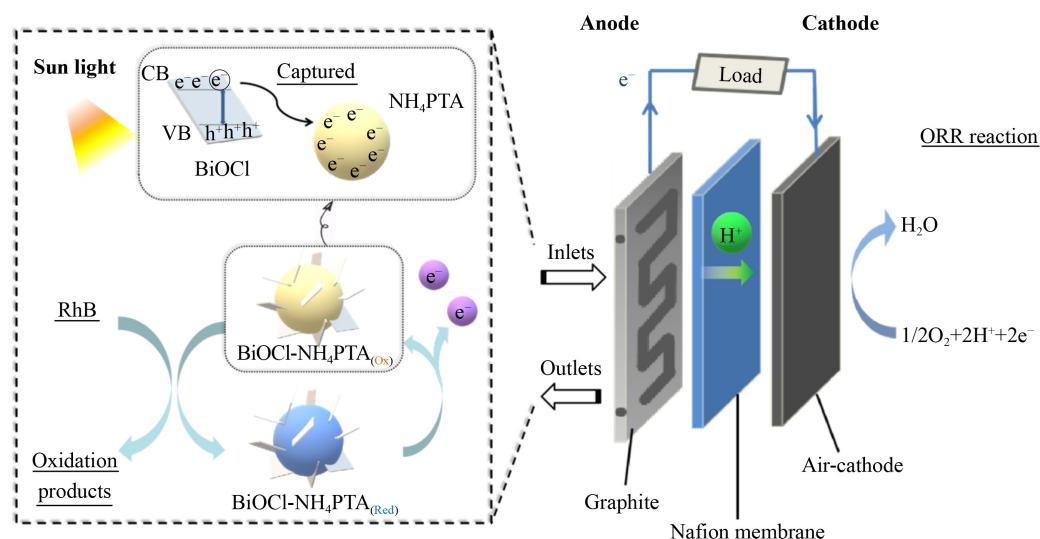 Sun light
CB e⁻ e⁻ e⁻
Captured
NH₄PTA
VB h⁺h⁺h⁺
BiOCl
e⁻ e⁻ e⁻ e⁻ e⁻ e⁻ e⁻
RhB
e⁻
e⁻
BiOCl-NH₄PTA(Ox)
Oxidation
products
BiOCl-NH₄PTA(Red)
Inlets
Outlets
Anode
Cathode
e⁻
Load
H⁺
ORR reaction
H₂O
1/2O₂+2H⁺+2e⁻
Air-cathode
Graphite
Nafion membrane